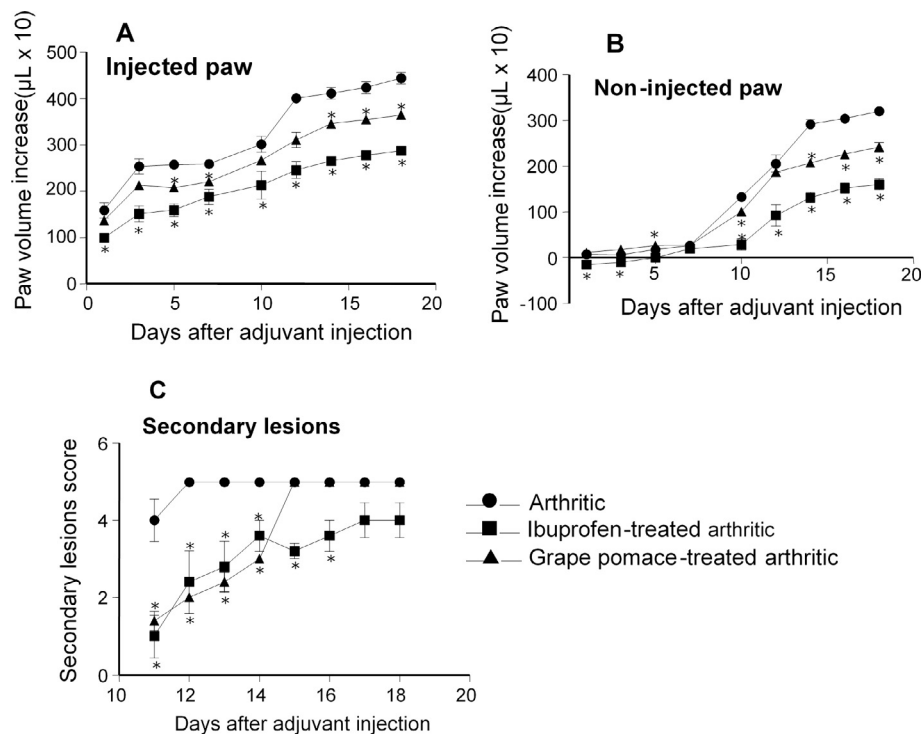 A
Injected paw
Paw volume increase(µL x 10)
500
400
300
200
100
0
0
5
10
15
20
* * * * * * * * * * * * * *
Days after adjuvant injection
B
Non-injected paw
Paw volume increase(µL x 10)
400
300
200
100
0
-100
5
10
15
20
* * * * * * * * * * * *
Days after adjuvant injection
C
Secondary lesions
Secondary lesions score
6
4
2
0
10
12
14
16
18
20
* * * * * * * * * *
Days after adjuvant injection
Arthritic
Ibuprofen-treated arthritic
Grape pomace-treated arthritic